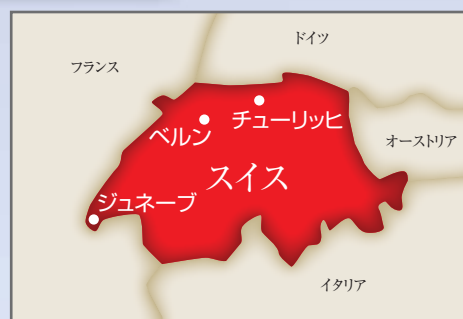 ドイツ
フランス
チューリッヒ
ベルン
オーストリア
スイス
ジュネーブ
イタリア